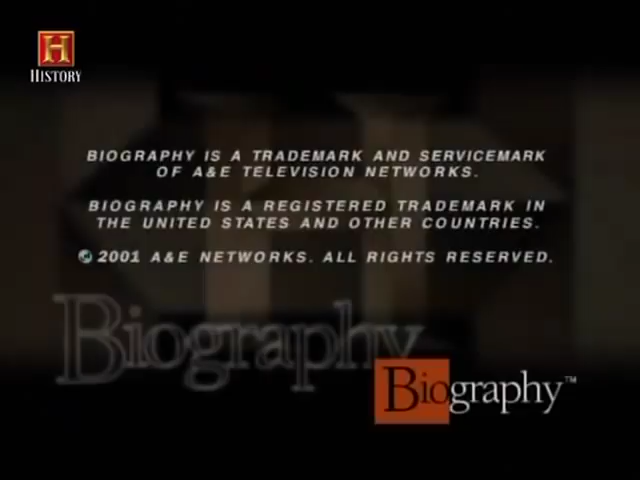 H
HISTORY
BIOGRAPHY IS A TRADEMARK AND SERVICEMARK
OF A&E TELEVISION NETWORKS.
BIOGRAPHY IS A REGISTERED TRADEMARK IN
THE UNITED STATES AND OTHER COUNTRIES.
© 2001 A&E NETWORKS. ALL RIGHTS RESERVED.
Biography
Biography™